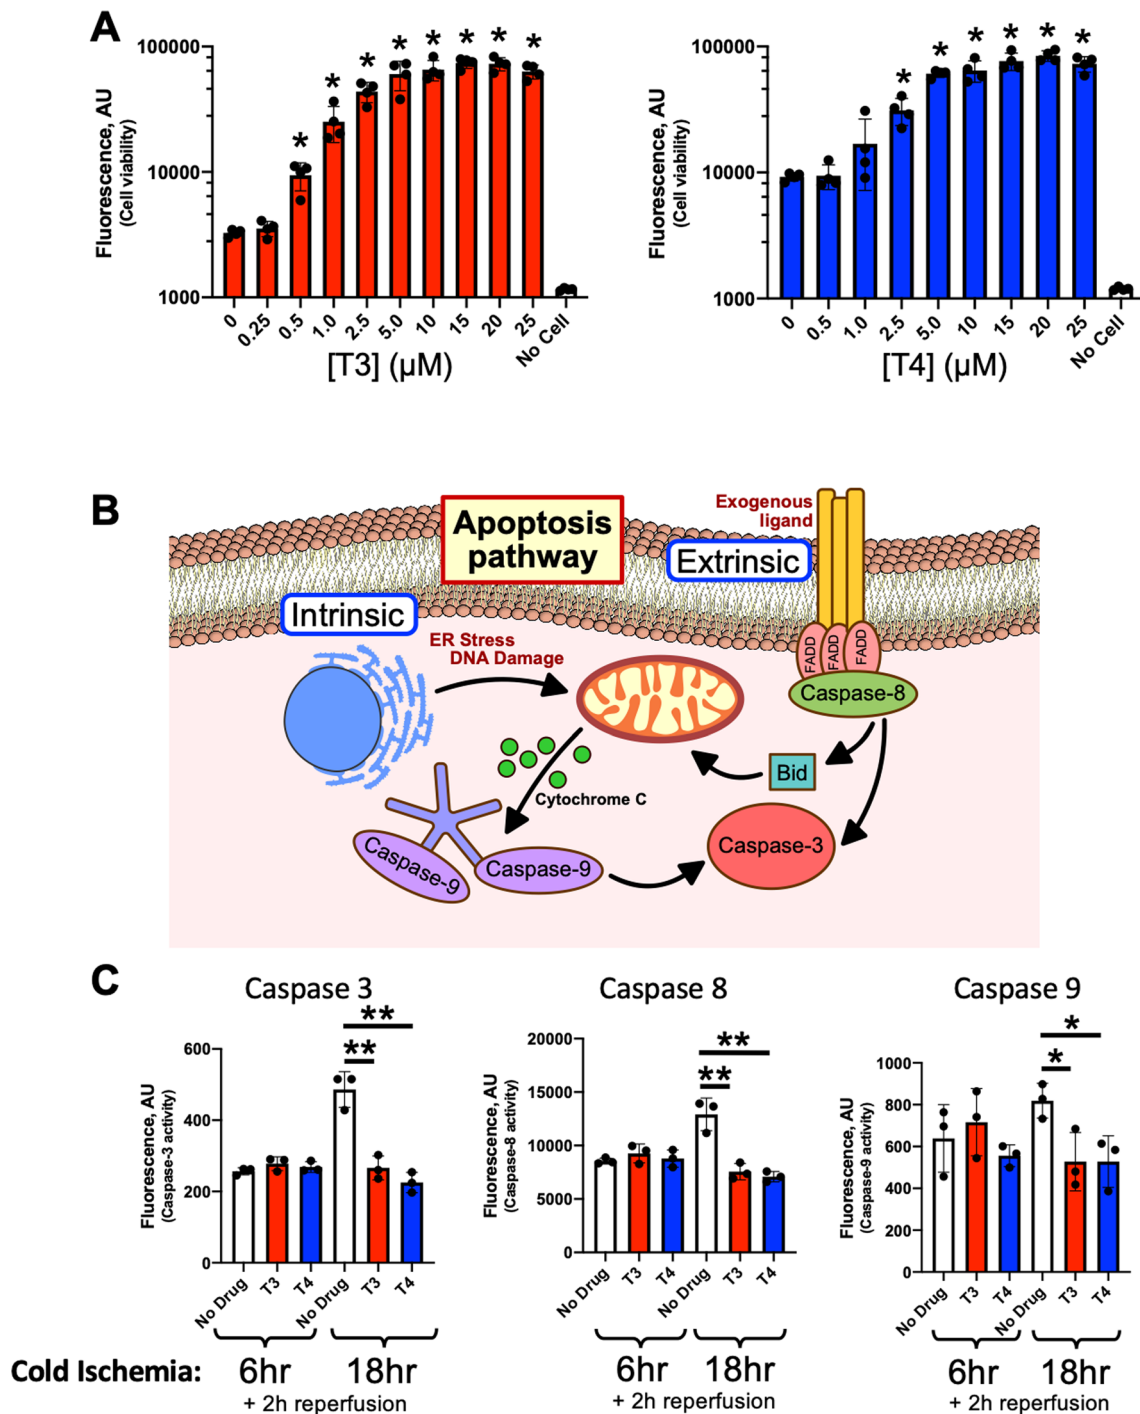 A
100000
10000
1000
Fluorescence, AU
(Cell viability)
* * * * * * * *
0 0.25 0.5 1.0 2.5 5.0 10 15 20 25 No Cell
[T3] (µM)
100000
10000
1000
Fluorescence, AU
(Cell viability)
* * * * * *
0 0.5 1.0 2.5 5.0 10 15 20 25 No Cell
[T4] (µM)
B
Apoptosis
pathway
Exogenous
ligand
Extrinsic
Intrinsic
ER Stress
DNA Damage
FADD FADD FADD
Caspase-8
Bid
Cytochrome C
Caspase-3
Caspase-9
Caspase-9
C
Caspase 3
**
**
600
400
200
0
Fluorescence, AU
(Caspase-3 activity)
No Drug T3 T4 No Drug T3 T4
Caspase 8
**
**
20000
15000
10000
5000
0
Fluorescence, AU
(Caspase-8 activity)
No Drug T3 T4 No Drug T3 T4
Caspase 9
*
*
1000
800
600
400
200
0
Fluorescence, AU
(Caspase-9 activity)
No Drug T3 T4 No Drug T3 T4
Cold Ischemia: 6hr 18hr 6hr 18hr 6hr 18hr
+ 2h reperfusion + 2h reperfusion + 2h reperfusion